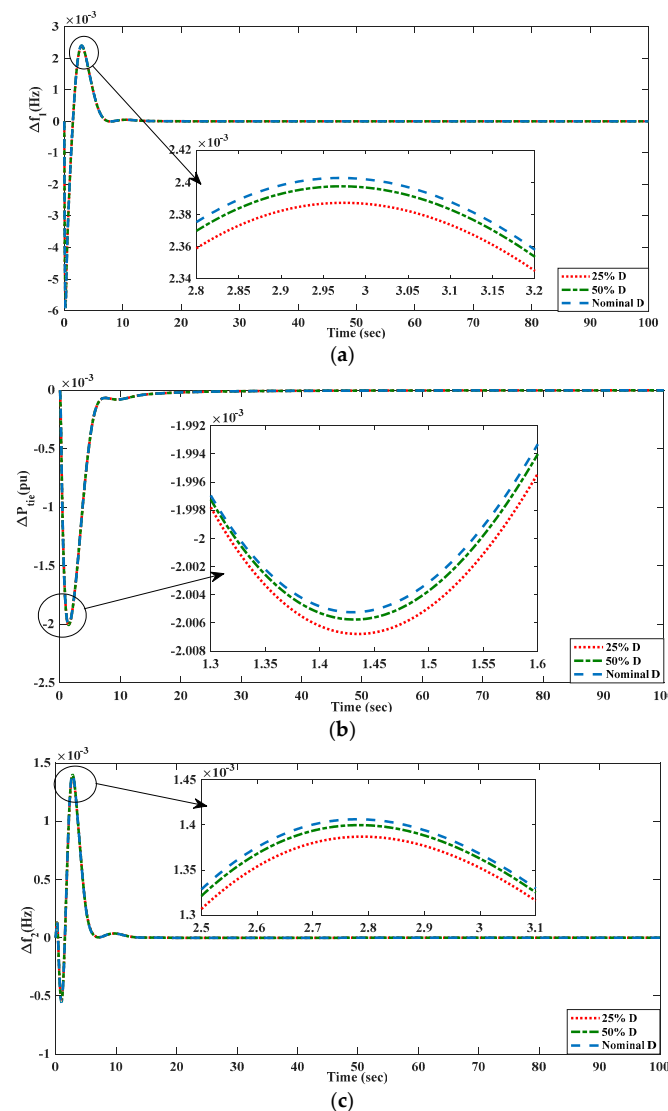 ×10⁻³
3
2
1
0
-1
-2
-3
-4
-5
-6
Δf₁(Hz)
×10⁻³
2.42
2.40
2.38
2.36
2.34
2.8 2.85 2.9 2.95 3 3.05 3.1 3.15 3.2
25% D
50% D
Nominal D
0 10 20 30 40 50 60 70 80 90 100
Time (sec)
(a)
×10⁻³
0
-0.5
-1
-1.5
-2
-2.5
ΔP_tie(pu)
×10⁻³
-1.992
-1.994
-1.996
-1.998
-2
-2.002
-2.004
-2.006
-2.008
1.3 1.35 1.4 1.45 1.5 1.55 1.6
25% D
50% D
Nominal D
0 10 20 30 40 50 60 70 80 90 100
Time (sec)
(b)
×10⁻³
1.5
1
0.5
0
-0.5
-1
Δf₂(Hz)
×10⁻³
1.45
1.4
1.35
1.3
2.5 2.6 2.7 2.8 2.9 3 3.1
25% D
50% D
Nominal D
0 10 20 30 40 50 60 70 80 90 100
Time (sec)
(c)